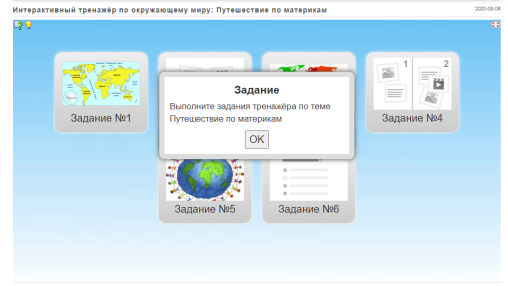 Интерактивный тренажёр по окружающему миру: Путешествие по материкам
2020-08-06
Задание
Выполните задания тренажёра по теме
Путешествие по материкам
OK
1 2
Задание №1
Задание №4
Задание №5
Задание №6